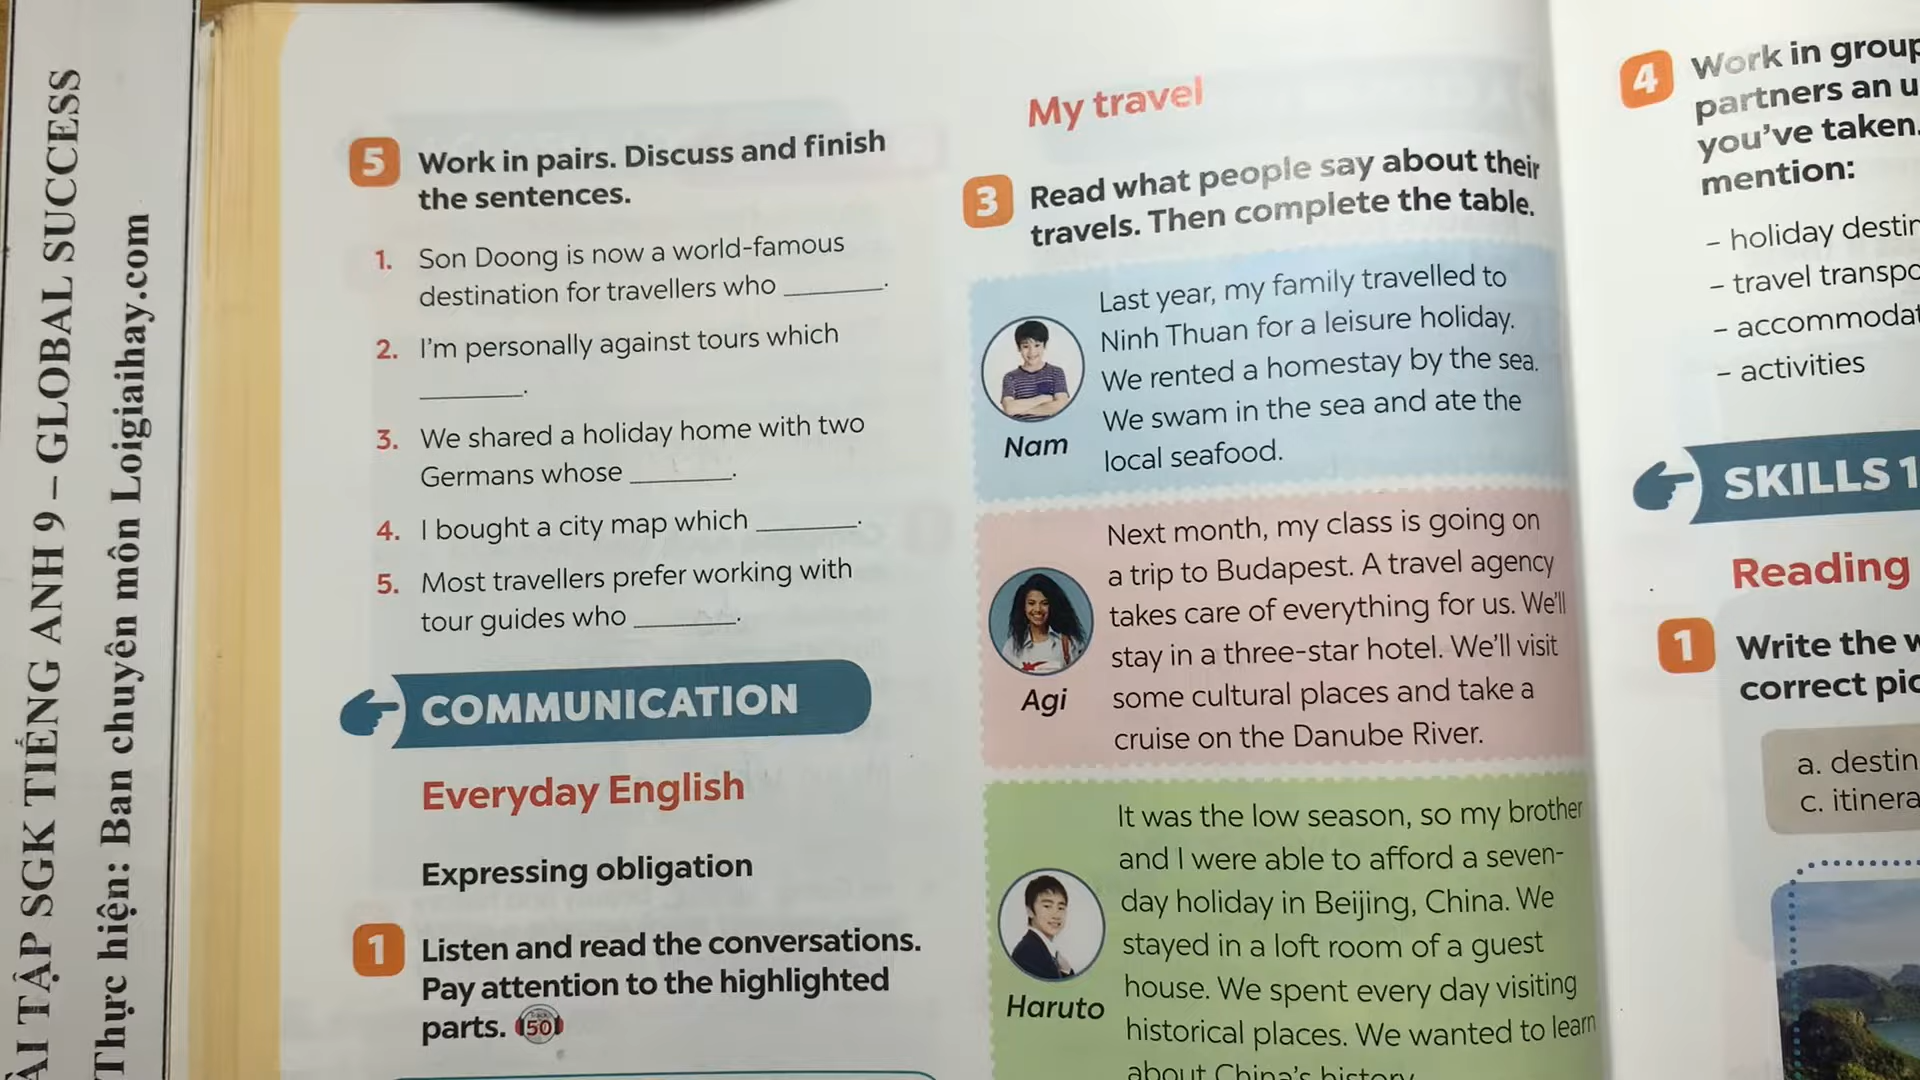 ÀI TẬP SGK TIẾNG ANH 9 – GLOBAL SUCCESS
Thực hiện: Ban chuyên môn Loigiaihay.com
5 Work in pairs. Discuss and finish
the sentences.
1. Son Doong is now a world-famous
destination for travellers who ________.
2. I'm personally against tours which
________.
3. We shared a holiday home with two
Germans whose ________.
4. I bought a city map which ________.
5. Most travellers prefer working with
tour guides who ________.
COMMUNICATION
Everyday English
Expressing obligation
1 Listen and read the conversations.
Pay attention to the highlighted
parts. 50
My travel
3 Read what people say about their
travels. Then complete the table.
Last year, my family travelled to
Ninh Thuan for a leisure holiday.
We rented a homestay by the sea.
We swam in the sea and ate the
local seafood.
Nam
Next month, my class is going on
a trip to Budapest. A travel agency
takes care of everything for us. We'll
stay in a three-star hotel. We'll visit
some cultural places and take a
cruise on the Danube River.
Agi
It was the low season, so my brother
and I were able to afford a seven-
day holiday in Beijing, China. We
stayed in a loft room of a guest
house. We spent every day visiting
historical places. We wanted to learn
about China's history
Haruto
4 Work in group
partners an u
you've taken.
mention:
– holiday destin
– travel transpo
– accommodat
– activities
SKILLS 1
Reading
1 Write the w
correct pic
a. destin
c. itinera